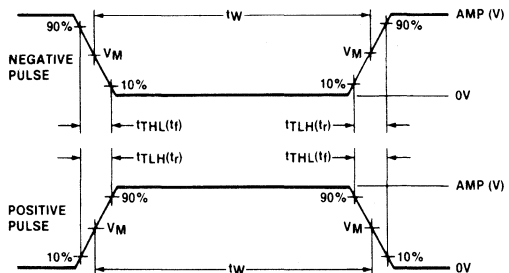 tW
AMP (V)
90%
90%
NEGATIVE
PULSE
VM
VM
10%
10%
0V
tTHL(tf)
tTLH(tr)
tTLH(tr)
tTHL(tf)
AMP (V)
90%
90%
POSITIVE
PULSE
VM
VM
10%
10%
0V
tW